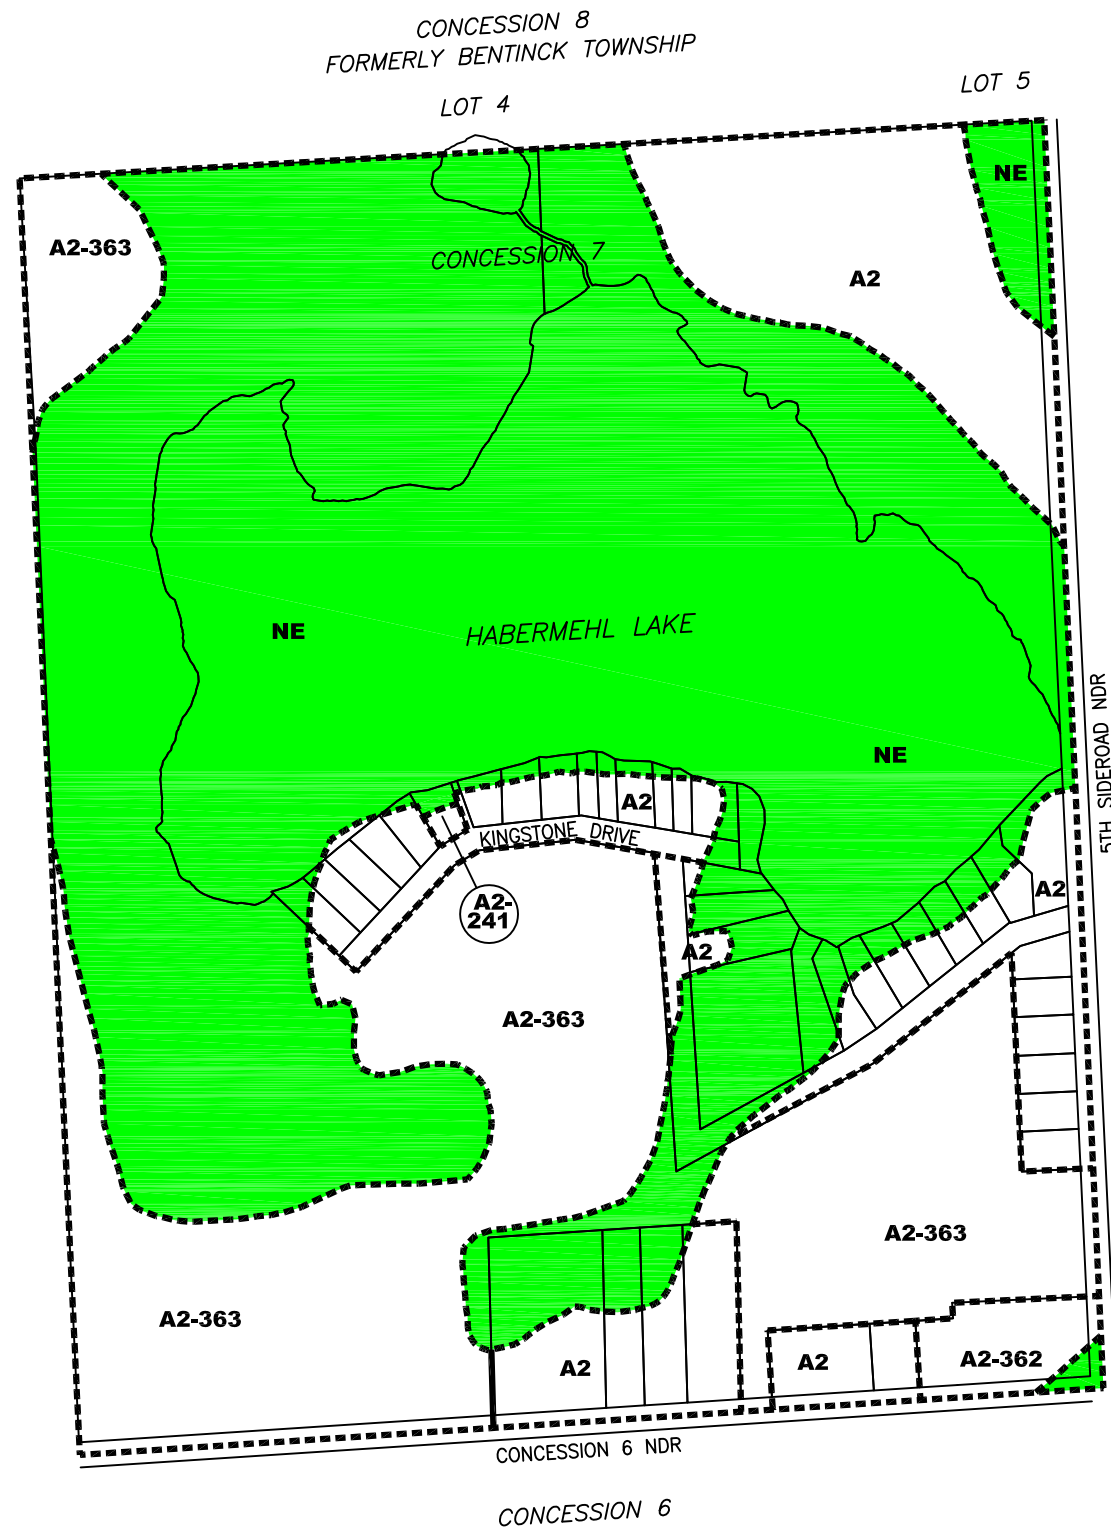 CONCESSION 8
FORMERLY BENTINCK TOWNSHIP
LOT 4
LOT 5
NE
A2-363
CONCESSION 7
A2
NE
HABERMEHL LAKE
5TH SIDEROAD NDR
NE
A2
KINGSTONE DRIVE
A2
A2-
241
A2
A2-363
A2-363
A2-363
A2
A2
A2-362
CONCESSION 6 NDR
CONCESSION 6